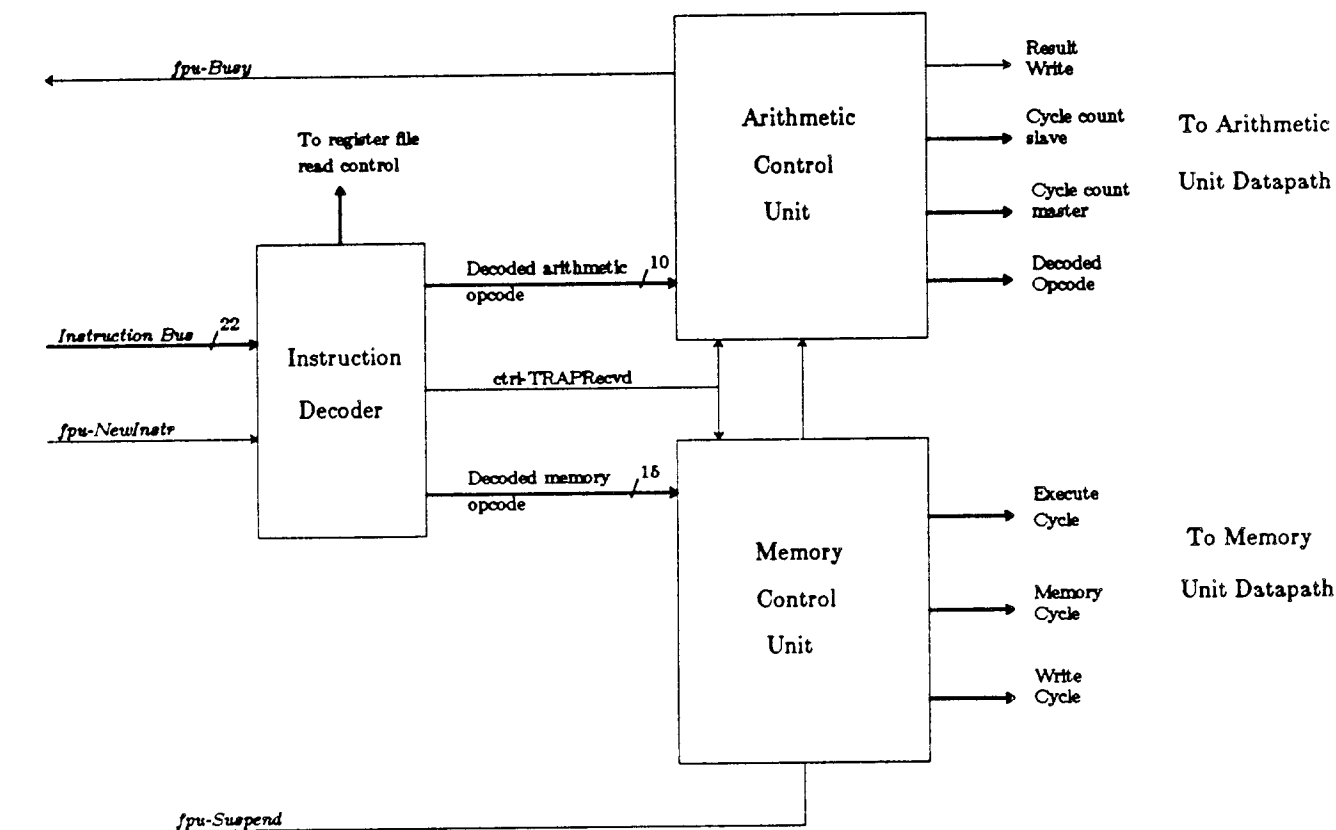 fpu-Busy
Result
Write
Arithmetic
Control
Unit
Cycle count
slave
To Arithmetic
Unit Datapath
To register file
read control
Cycle count
master
Decoded arithmetic
opcode
10
Decoded
Opcode
Instruction Bus
22
Instruction
Decoder
ctrl-TRAPRecvd
fpu-NewInstr
Decoded memory
opcode
15
Execute
Cycle
Memory
Control
Unit
To Memory
Unit Datapath
Memory
Cycle
Write
Cycle
fpu-Suspend